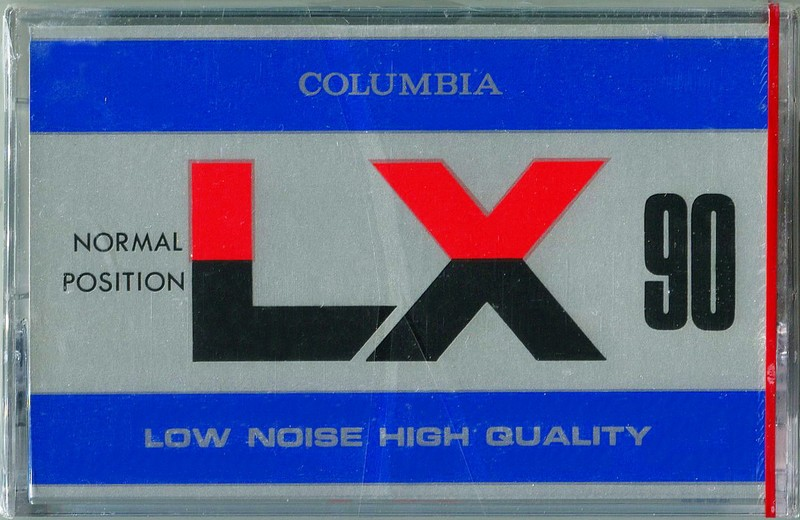 COLUMBIA
NORMAL
POSITION
LX
90
LOW NOISE HIGH QUALITY